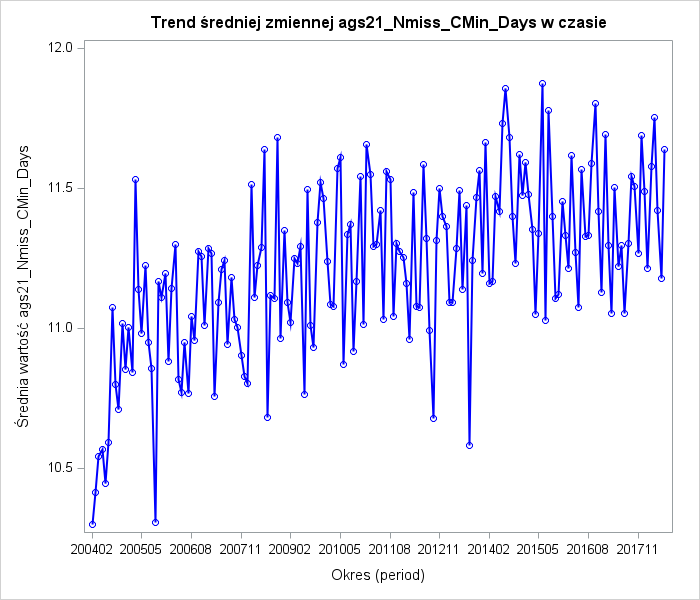 Trend średniej zmiennej ags21_Nmiss_CMin_Days w czasie
Średnia wartość ags21_Nmiss_CMin_Days
12.0
11.5
11.0
10.5
200402 200505 200608 200711 200902 201005 201108 201211 201402 201505 201608 201711
Okres (period)